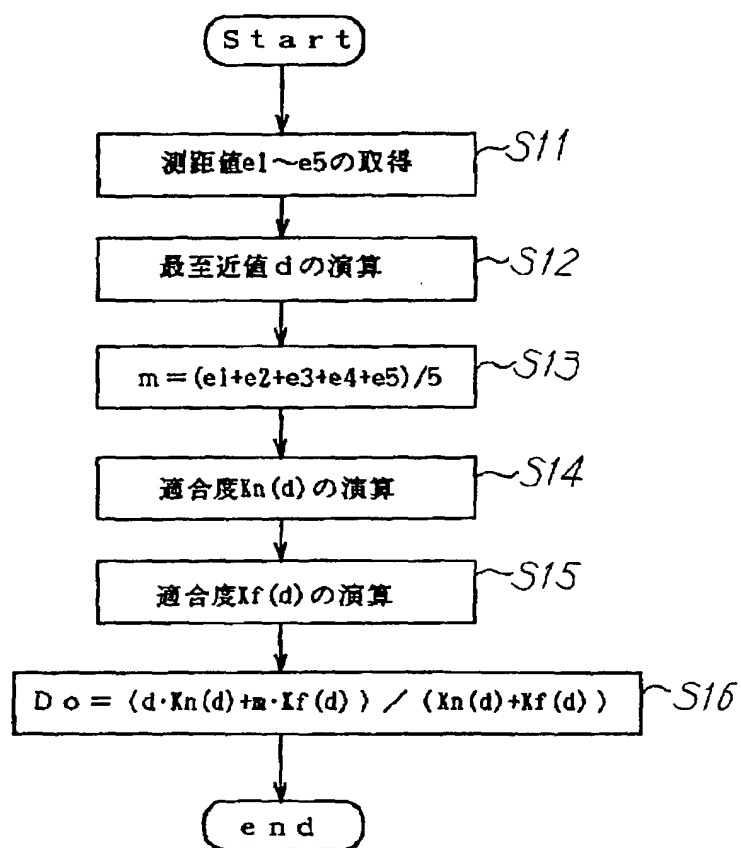 Start
測距値e1～e5の取得
S11
最至近値dの演算
S12
m=(e1+e2+e3+e4+e5)/5
S13
適合度Kn(d)の演算
S14
適合度Kf(d)の演算
S15
Do=(d·Kn(d)+m·Kf(d))/(Kn(d)+Kf(d))
S16
end